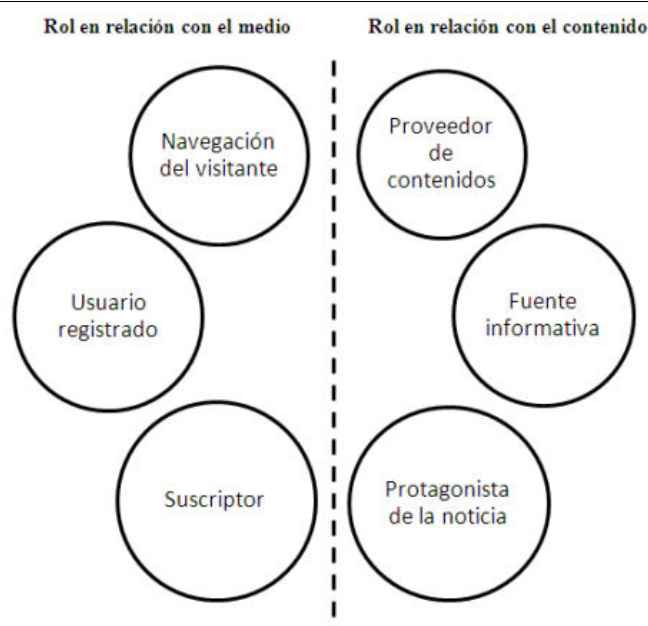 Rol en relación con el medio
Rol en relación con el contenido
Navegación
del visitante
Proveedor
de
contenidos
Usuario
registrado
Fuente
informativa
Suscriptor
Protagonista
de la noticia